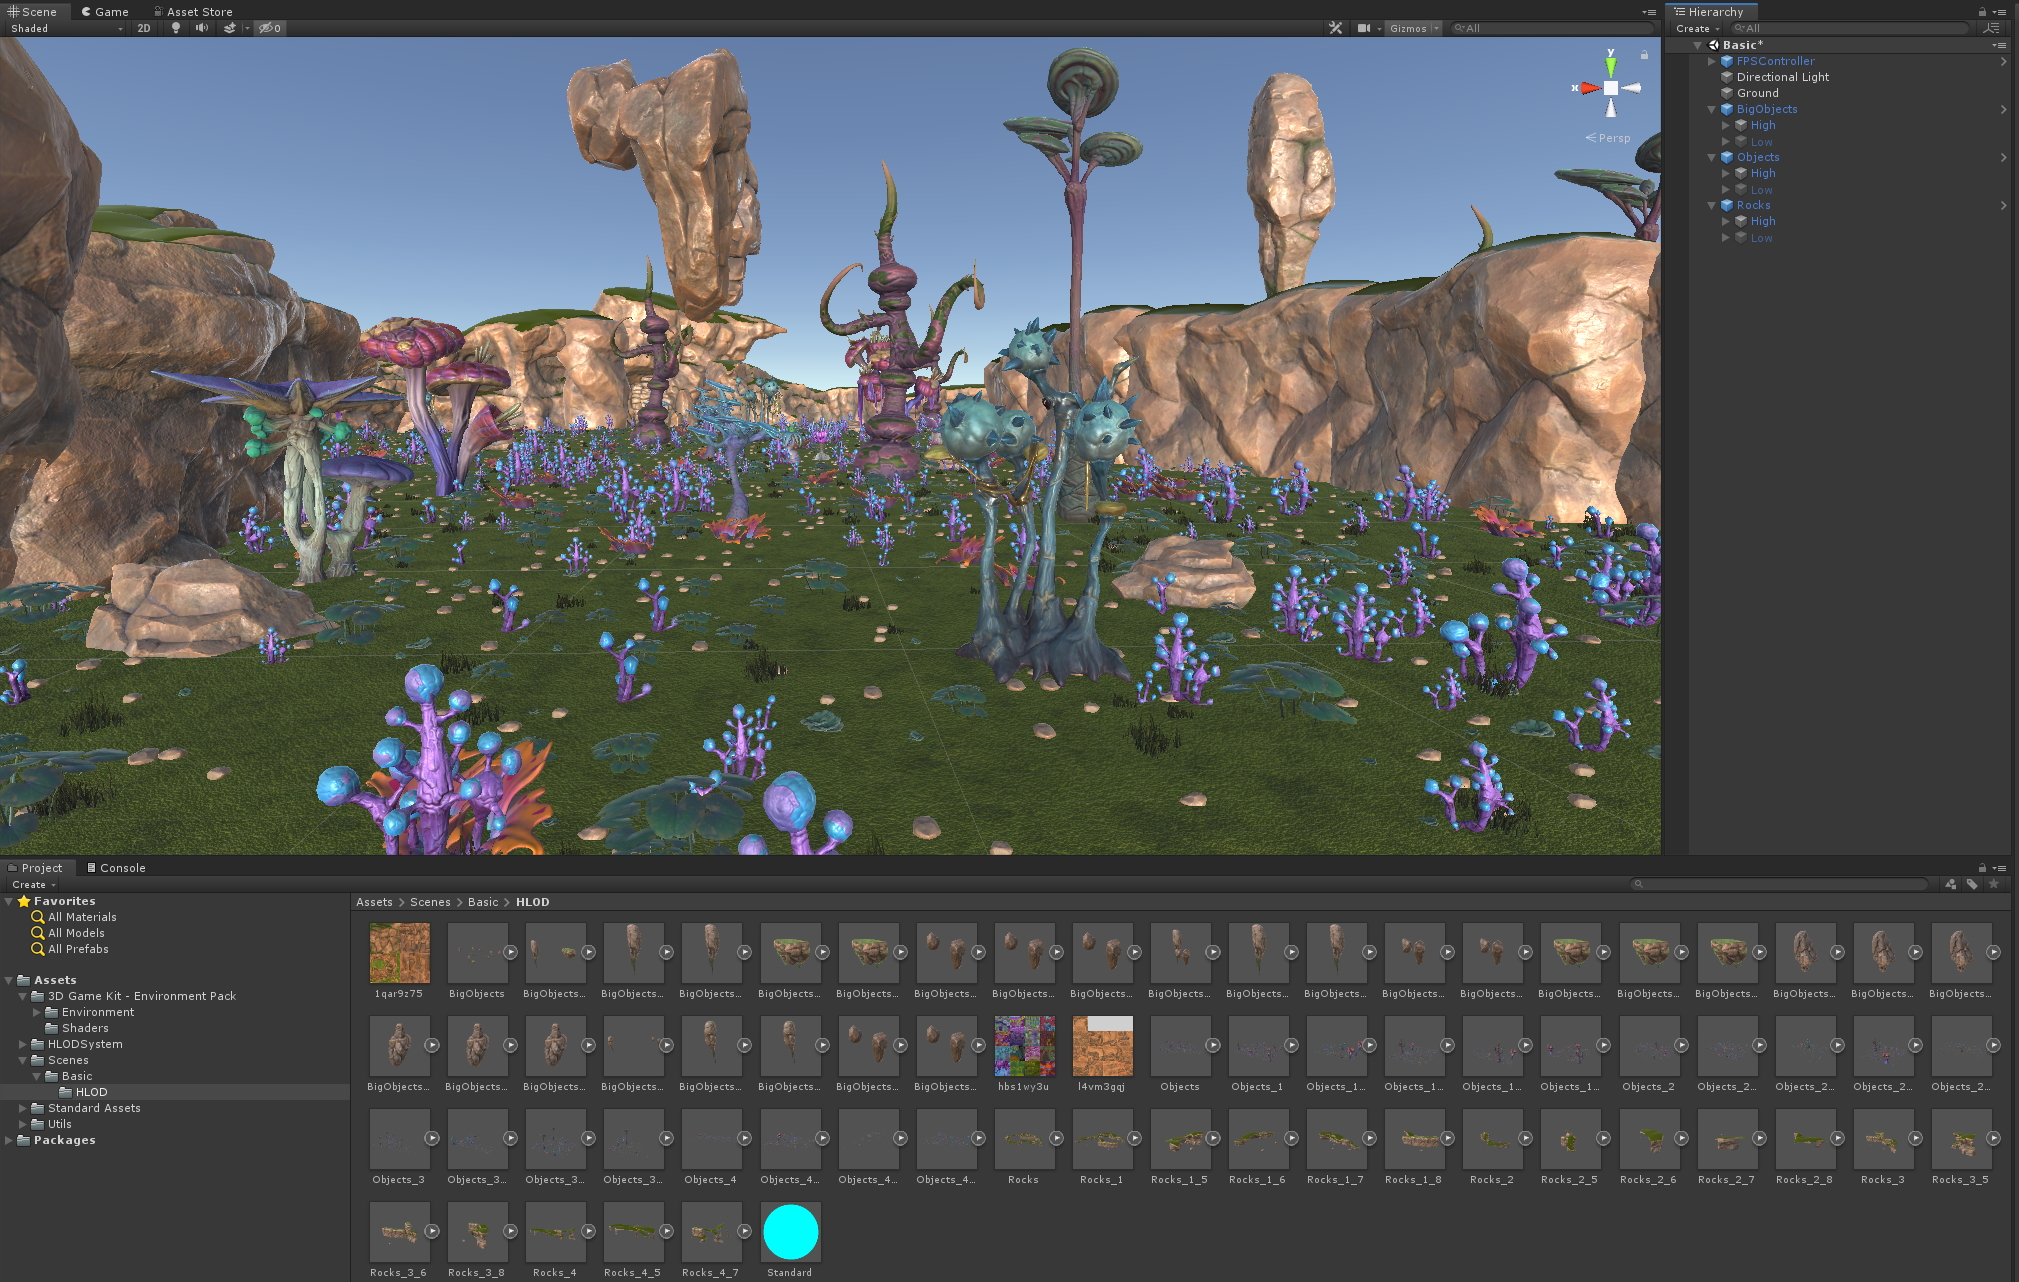 Scene Game Asset Store
Shaded 2D 0 Gizmos All
y
x
Persp
Hierarchy
Create All
Basic*
FPSController
Directional Light
Ground
BigObjects
High
Low
Objects
High
Low
Rocks
High
Low
Project Console
Create
Favorites
All Materials
All Models
All Prefabs
Assets
3D Game Kit - Environment Pack
Environment
Shaders
HLODSystem
Scenes
Basic
HLOD
Standard Assets
Utils
Packages
Assets > Scenes > Basic > HLOD
1qar9z75 BigObjects BigObjects... BigObjects... BigObjects... BigObjects... BigObjects... BigObjects... BigObjects... BigObjects... BigObjects... BigObjects... BigObjects... BigObjects... BigObjects... BigObjects... BigObjects... BigObjects... BigObjects... BigObjects... BigObjects...
BigObjects... BigObjects... BigObjects... BigObjects... BigObjects... BigObjects... BigObjects... BigObjects... hbs1wy3u l4vm3gqj Objects Objects_1 Objects_1... Objects_1... Objects_1... Objects_1... Objects_2 Objects_2... Objects_2... Objects_2... Objects_2...
Objects_3 Objects_3... Objects_3... Objects_3... Objects_4 Objects_4... Objects_4... Objects_4... Rocks Rocks_1 Rocks_1_5 Rocks_1_6 Rocks_1_7 Rocks_1_8 Rocks_2 Rocks_2_5 Rocks_2_6 Rocks_2_7 Rocks_2_8 Rocks_3 Rocks_3_5
Rocks_3_6 Rocks_3_8 Rocks_4 Rocks_4_5 Rocks_4_7 Standard